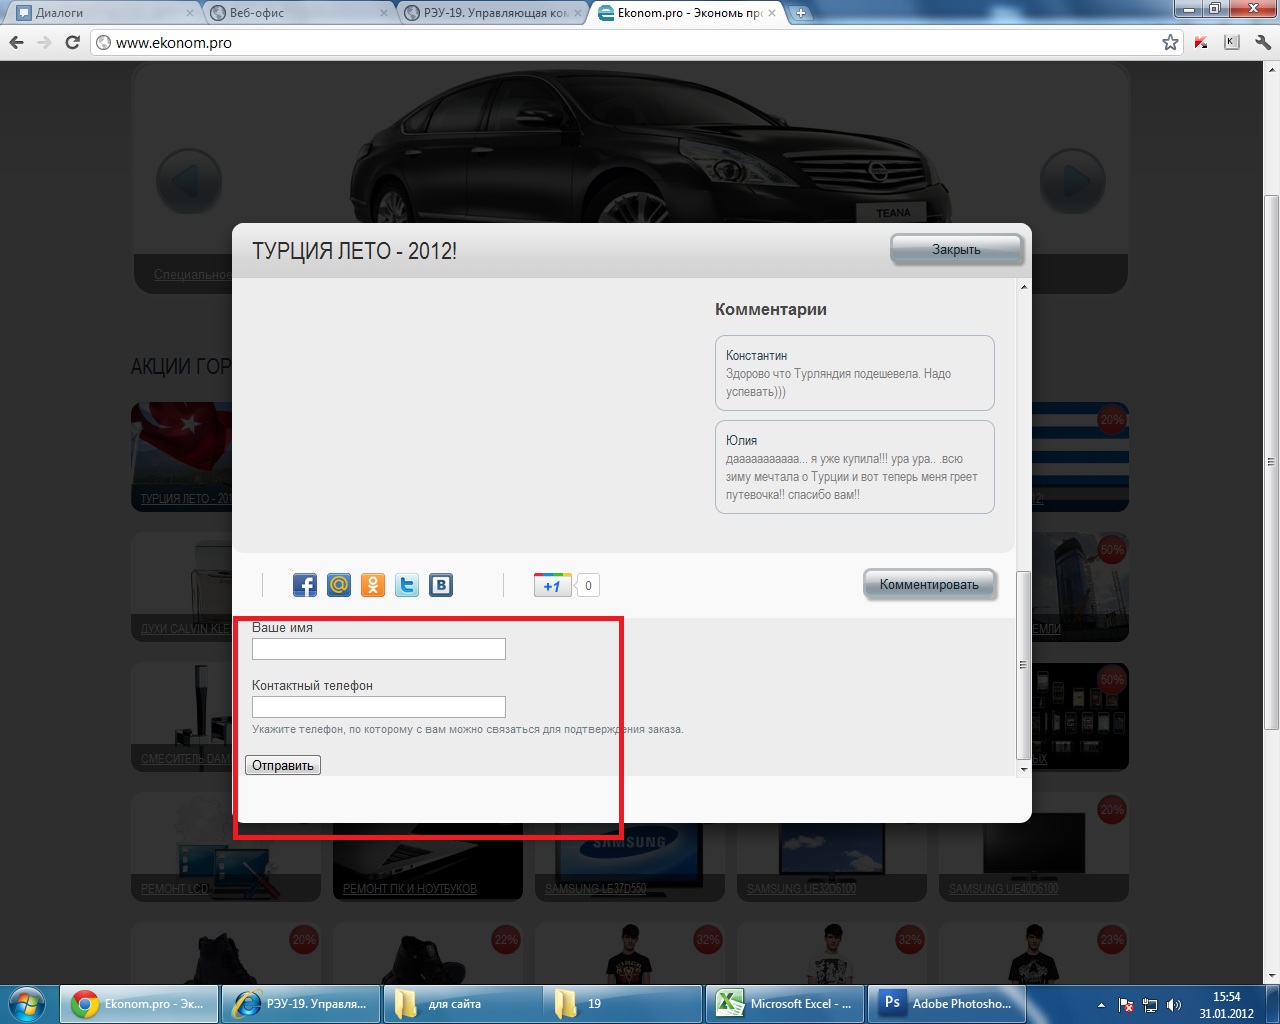 Диалоги
Веб-офис
РЭУ-19. Управляющая ком
Ekonom.pro - Экономь пр
www.ekonom.pro
TEANA
Специальное
ТУРЦИЯ ЛЕТО - 2012!
Закрыть
АКЦИИ ГОР
Комментарии
Константин
Здорово что Турляндия подешевела. Надо
успевать)))
Юлия
дааааааааааа... я уже купила!!! ура ура.. .всю
зиму мечтала о Турции и вот теперь меня греет
путевочка!! спасибо вам!!
20%
ТУРЦИЯ ЛЕТО - 201
50%
ДУХИ CALVIN KLE
ЕМЛИ
+1
0
Комментировать
Ваше имя
Контактный телефон
Укажите телефон, по которому с вам можно связаться для подтверждения заказа.
Отправить
50%
СМЕСИТЕЛЬ DAM
ЫХ
20%
SAMSUNG
РЕМОНТ LCD
РЕМОНТ ПК И НОУТБУКОВ
SAMSUNG LE37D550
SAMSUNG UE32D6100
SAMSUNG UE40D6100
20%
22%
32%
32%
23%
Ekonom.pro - Эк...
РЭУ-19. Управля...
для сайта
19
Microsoft Excel - ...
Ps
Adobe Photosho...
15:54
31.01.2012